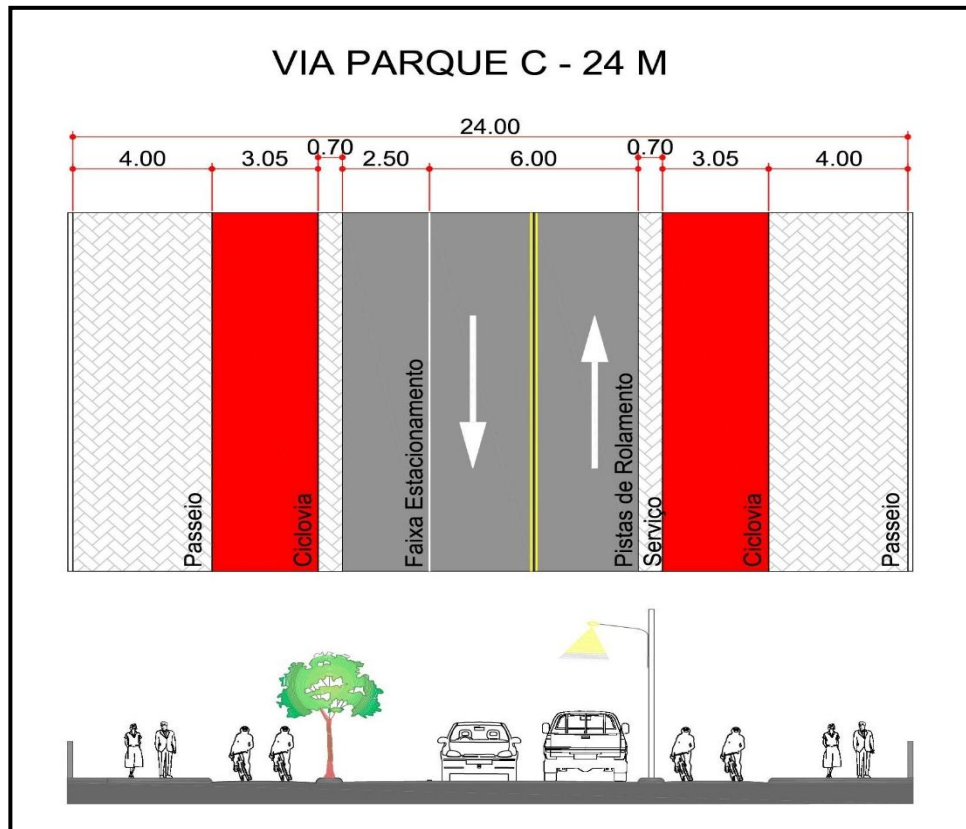 VIA PARQUE C - 24 M
24.00
4.00 3.05 0.70 2.50 6.00 0.70 3.05 4.00
Passeio
Ciclovia
Faixa Estacionamento
Pistas de Rolamento
Serviço
Ciclovia
Passeio